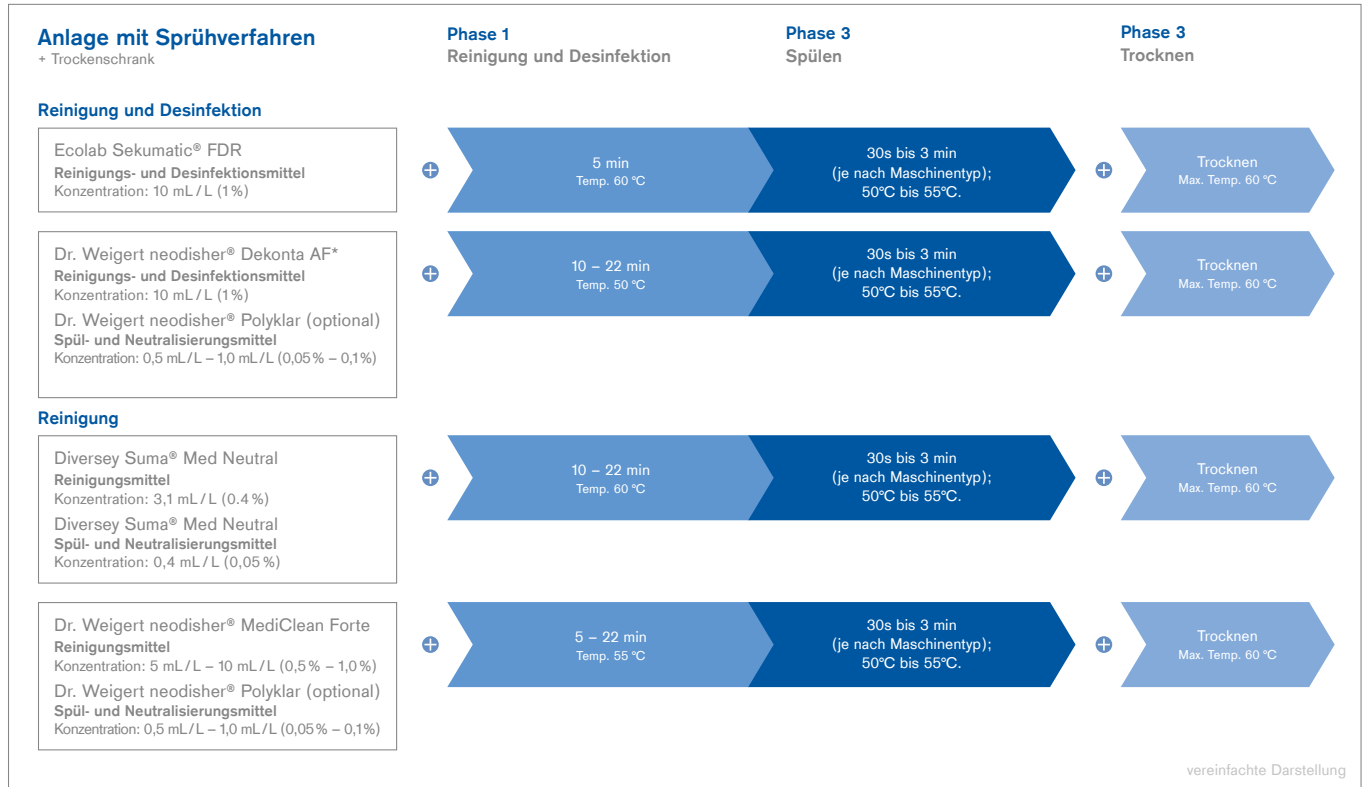 Anlage mit Sprühverfahren
+ Trockenschrank
Phase 1
Reinigung und Desinfektion
Phase 3
Spülen
Phase 3
Trocknen
Reinigung und Desinfektion
Ecolab Sekumatic® FDR
Reinigungs- und Desinfektionsmittel
Konzentration: 10 mL / L (1 %)
5 min
Temp. 60 °C
30s bis 3 min
(je nach Maschinentyp);
50°C bis 55°C.
Trocknen
Max. Temp. 60 °C
Dr. Weigert neodisher® Dekonta AF*
Reinigungs- und Desinfektionsmittel
Konzentration: 10 mL / L (1 %)
Dr. Weigert neodisher® Polyklar (optional)
Spül- und Neutralisierungsmittel
Konzentration: 0,5 mL / L – 1,0 mL / L (0,05 % – 0,1%)
10 – 22 min
Temp. 50 °C
30s bis 3 min
(je nach Maschinentyp);
50°C bis 55°C.
Trocknen
Max. Temp. 60 °C
Reinigung
Diversey Suma® Med Neutral
Reinigungsmittel
Konzentration: 3,1 mL / L (0.4 %)
Diversey Suma® Med Neutral
Spül- und Neutralisierungsmittel
Konzentration: 0,4 mL / L (0,05 %)
10 – 22 min
Temp. 60 °C
30s bis 3 min
(je nach Maschinentyp);
50°C bis 55°C.
Trocknen
Max. Temp. 60 °C
Dr. Weigert neodisher® MediClean Forte
Reinigungsmittel
Konzentration: 5 mL / L – 10 mL / L (0,5 % – 1,0 %)
Dr. Weigert neodisher® Polyklar (optional)
Spül- und Neutralisierungsmittel
Konzentration: 0,5 mL / L – 1,0 mL / L (0,05 % – 0,1%)
5 – 22 min
Temp. 55 °C
30s bis 3 min
(je nach Maschinentyp);
50°C bis 55°C.
Trocknen
Max. Temp. 60 °C
vereinfachte Darstellung